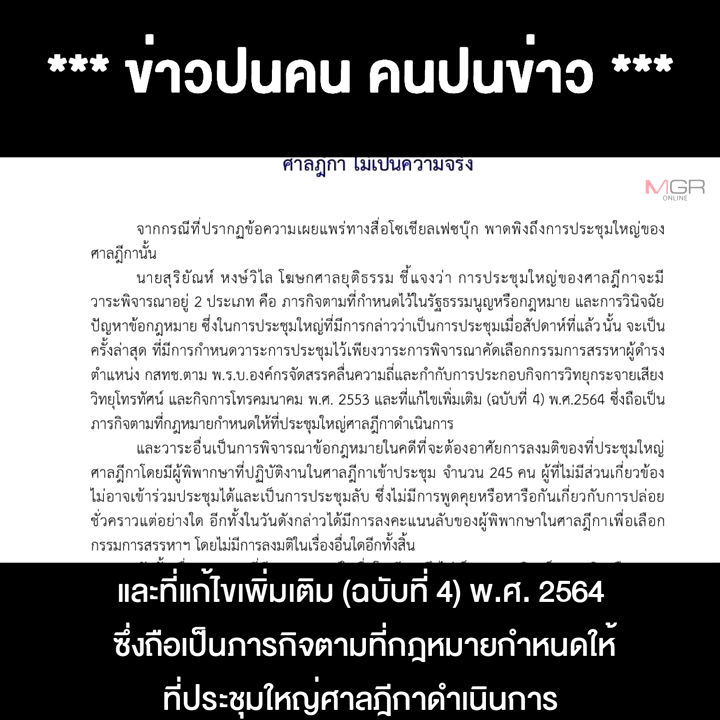 *** ข่าวปนคน คนปนข่าว ***
ศาลฎีกา ไม่เป็นความจริง
MGR
ONLINE
จากกรณีที่ปรากฏข้อความเผยแพร่ทางสื่อโซเชียลเฟซบุ๊ก พาดพิงถึงการประชุมใหญ่ของ
ศาลฎีกานั้น
นายสุริยัณห์ หงษ์วิไล โฆษกศาลยุติธรรม ชี้แจงว่า การประชุมใหญ่ของศาลฎีกาจะมี
วาระพิจารณาอยู่ 2 ประเภท คือ ภารกิจตามที่กำหนดไว้ในรัฐธรรมนูญหรือกฎหมาย และการวินิจฉัย
ปัญหาข้อกฎหมาย ซึ่งในการประชุมใหญ่ที่มีการกล่าวว่าเป็นการประชุมเมื่อสัปดาห์ที่แล้วนั้น จะเป็น
ครั้งล่าสุด ที่มีการกำหนดวาระการประชุมไว้เพียงวาระการพิจารณาคัดเลือกกรรมการสรรหาผู้ดำรง
ตำแหน่ง กสทช.ตาม พ.ร.บ.องค์กรจัดสรรคลื่นความถี่และกำกับการประกอบกิจการวิทยุกระจายเสียง
วิทยุโทรทัศน์ และกิจการโทรคมนาคม พ.ศ. 2553 และที่แก้ไขเพิ่มเติม (ฉบับที่ 4) พ.ศ.2564 ซึ่งถือเป็น
ภารกิจตามที่กฎหมายกำหนดให้ที่ประชุมใหญ่ศาลฎีกาดำเนินการ
และวาระอื่นเป็นการพิจารณาข้อกฎหมายในคดีที่จะต้องอาศัยการลงมติของที่ประชุมใหญ่
ศาลฎีกาโดยมีผู้พิพากษาที่ปฏิบัติงานในศาลฎีกาเข้าประชุม จำนวน 245 คน ผู้ที่ไม่มีส่วนเกี่ยวข้อง
ไม่อาจเข้าร่วมประชุมได้และเป็นการประชุมลับ ซึ่งไม่มีการพูดคุยหรือหารือกันเกี่ยวกับการปล่อย
ชั่วคราวแต่อย่างใด อีกทั้งในวันดังกล่าวได้มีการลงคะแนนลับของผู้พิพากษาในศาลฎีกาเพื่อเลือก
กรรมการสรรหาฯ โดยไม่มีการลงมติในเรื่องอื่นใดอีกทั้งสิ้น
และที่แก้ไขเพิ่มเติม (ฉบับที่ 4) พ.ศ. 2564
ซึ่งถือเป็นภารกิจตามที่กฎหมายกำหนดให้
ที่ประชุมใหญ่ศาลฎีกาดำเนินการ